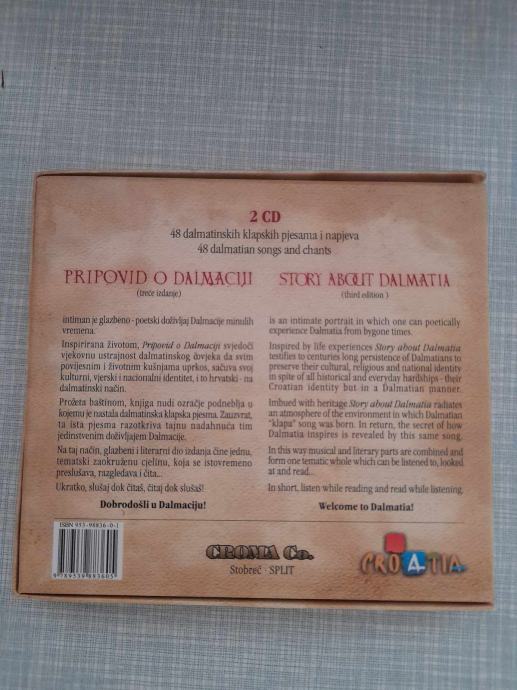 2 CD
48 dalmatinskih klapskih pjesama i napjeva
48 dalmatian songs and chants
PRIPOVID O DALMACIJI
(treće izdanje)
intiman je glazbeno - poetski doživljaj Dalmacije minulih
vremena.
Inspirirana životom, Pripovid o Dalmaciji svjedoči
vjekovnu ustrajnost dalmatinskog čovjeka da svim
povijesnim i životnim kušnjama uprkos, sačuva svoj
kulturni, vjerski i nacionalni identitet, i to hrvatski - na
dalmatinski način.
Prožeta baštinom, knjiga nudi ozračje podneblja u
kojemu je nastala dalmatinska klapska pjesma. Zauzvrat,
ta ista pjesma razotkriva tajnu nadahnuća tim
jedinstvenim doživljajem Dalmacije.
Na taj način, glazbeni i literarni dio izdanja čine jednu,
tematski zaokruženu cjelinu, koja se istovremeno
preslušava, razgledava i čita...
Ukratko, slušaj dok čitaš, čitaj dok slušaš!
Dobrodošli u Dalmaciju!
STORY ABOUT DALMATIA
(third edition )
is an intimate portrait in which one can poetically
experience Dalmatia from bygone times.
Inspired by life experiences Story about Dalmatia
testifies to centuries long persistence of Dalmatians to
preserve their cultural, religious and national identity
in spite of all historical and everyday hardships - their
Croatian identity but in a Dalmatian manner.
Imbued with heritage Story about Dalmatia radiates
an atmosphere of the environment in which Dalmatian
"klapa" song was born. In return, the secret of how
Dalmatia inspires is revealed by this same song.
In this way musical and literary parts are combined and
form one tematic whole which can be listened to, looked
at and read...
In short, listen while reading and read while listening.
Welcome to Dalmatia!
ISBN 953-98836-0-1
9 789539 883605
CROMA Co.
Stobreč - SPLIT
CROATIA